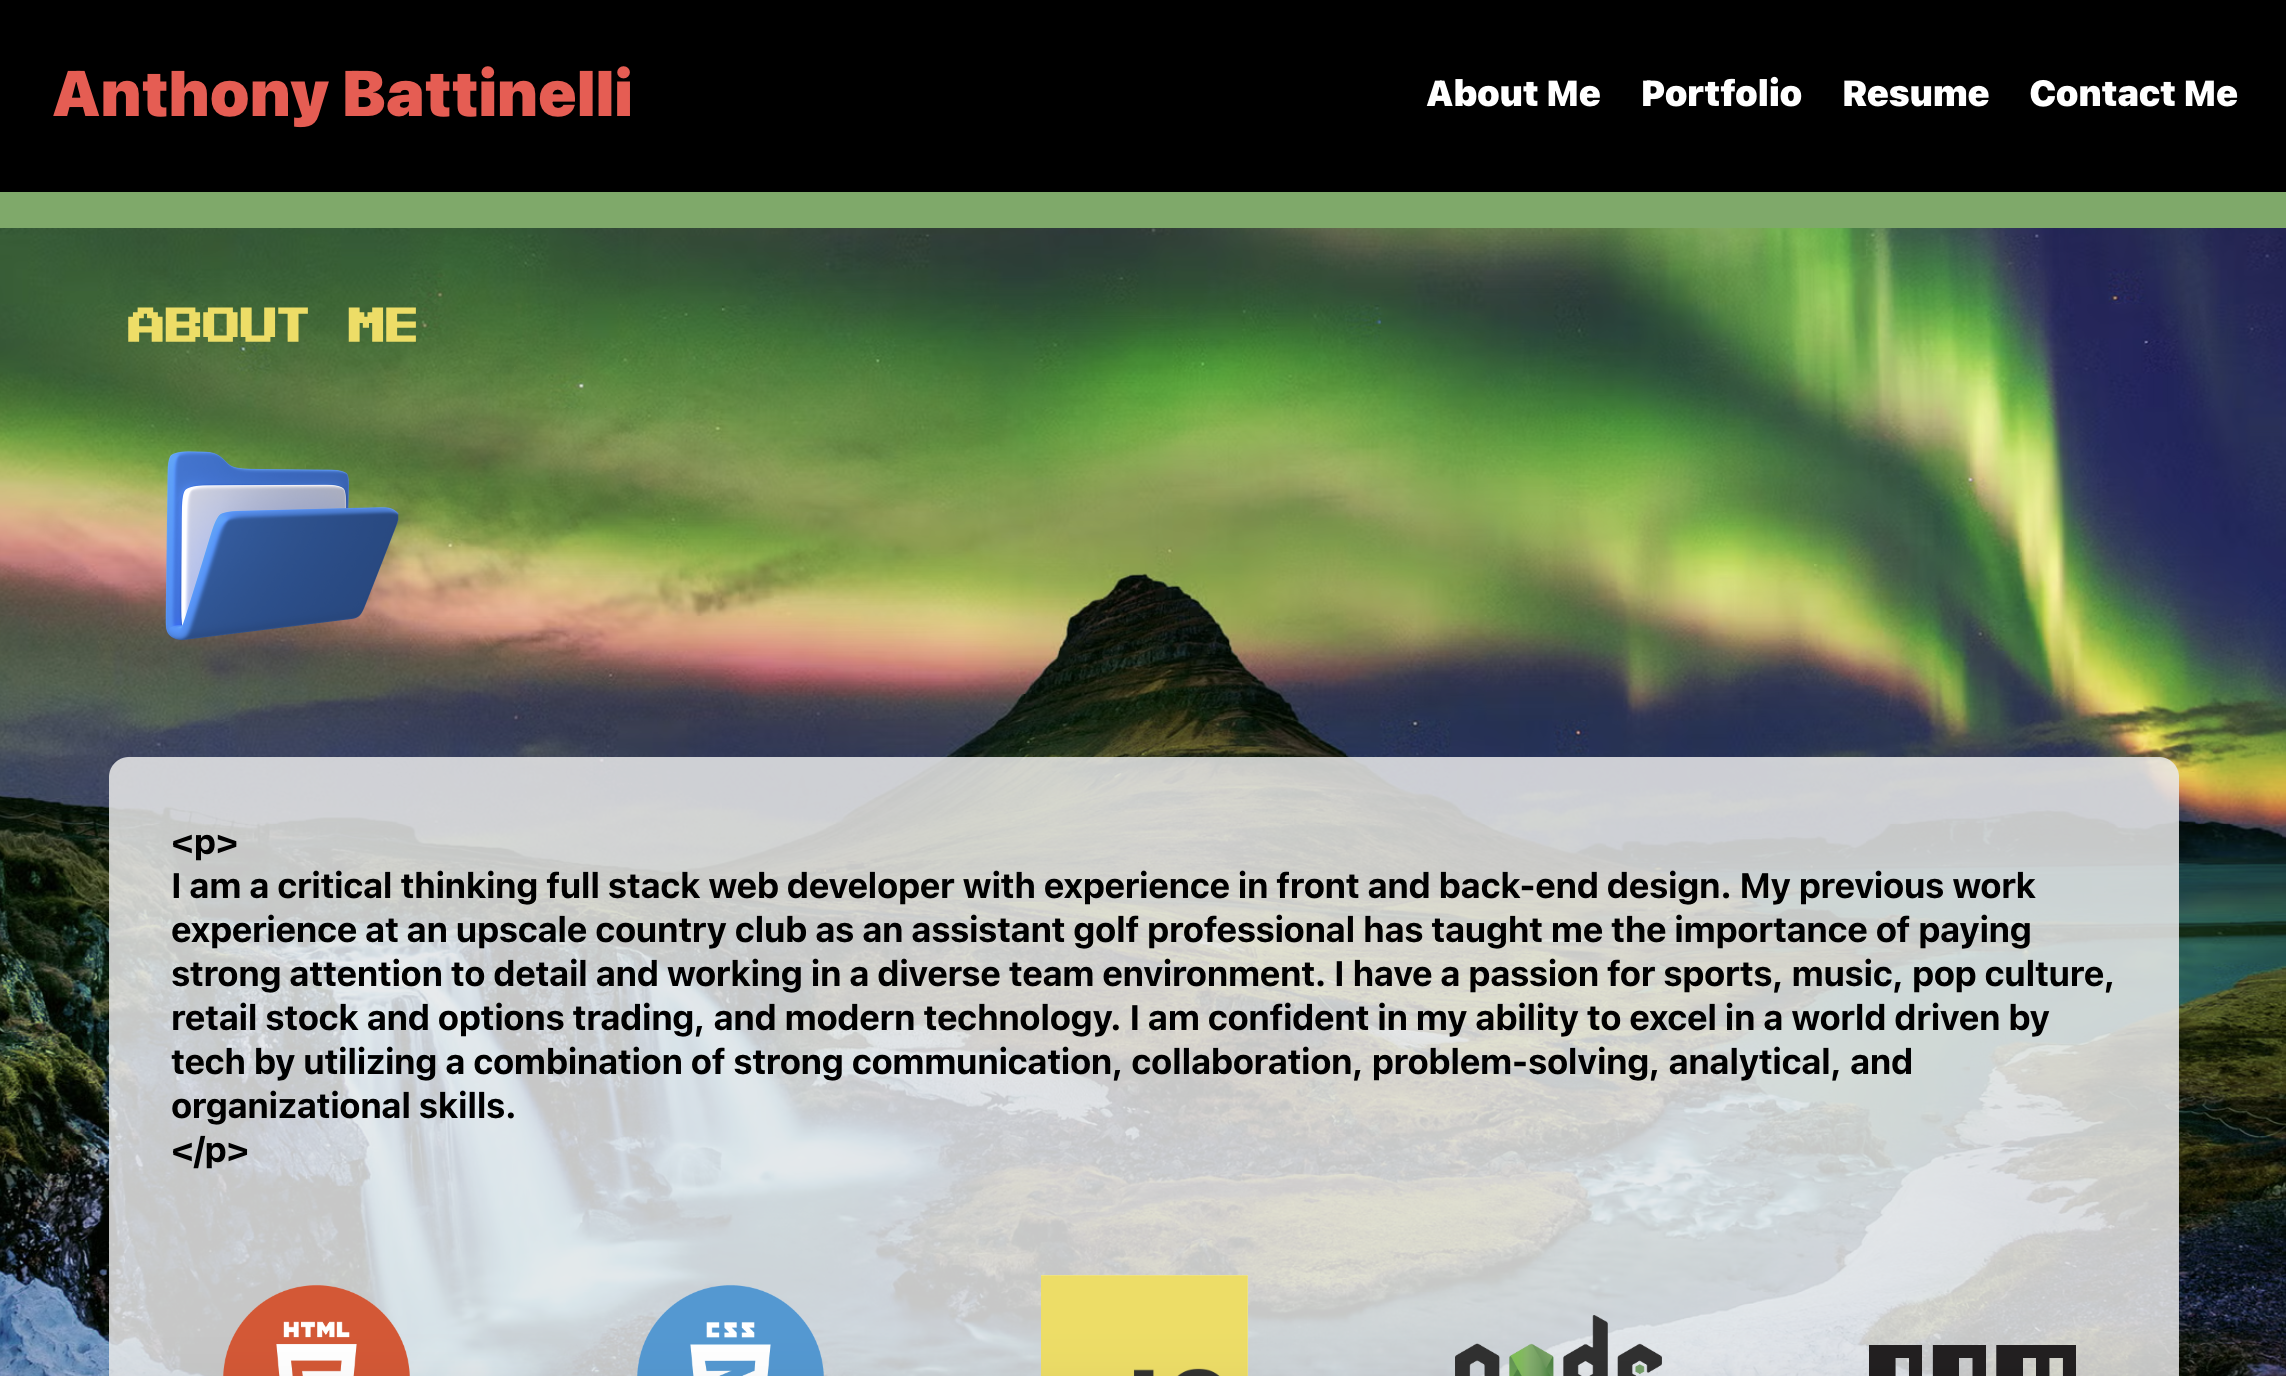 Anthony Battinelli
About Me Portfolio Resume Contact Me
ABOUT ME
<p>
I am a critical thinking full stack web developer with experience in front and back-end design. My previous work
experience at an upscale country club as an assistant golf professional has taught me the importance of paying
strong attention to detail and working in a diverse team environment. I have a passion for sports, music, pop culture,
retail stock and options trading, and modern technology. I am confident in my ability to excel in a world driven by
tech by utilizing a combination of strong communication, collaboration, problem-solving, analytical, and
organizational skills.
</p>
HTML
CSS